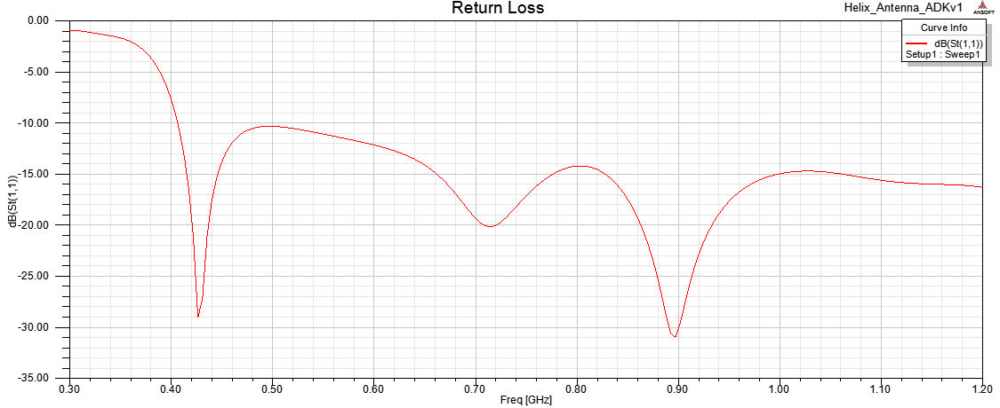 Return Loss
Helix_Antenna_ADKv1
ANSOFT
Curve Info
dB(St(1,1))
Setup1 : Sweep1
0.00
-5.00
-10.00
-15.00
-20.00
-25.00
-30.00
-35.00
dB(St(1,1))
0.30
0.40
0.50
0.60
0.70
0.80
0.90
1.00
1.10
1.20
Freq [GHz]